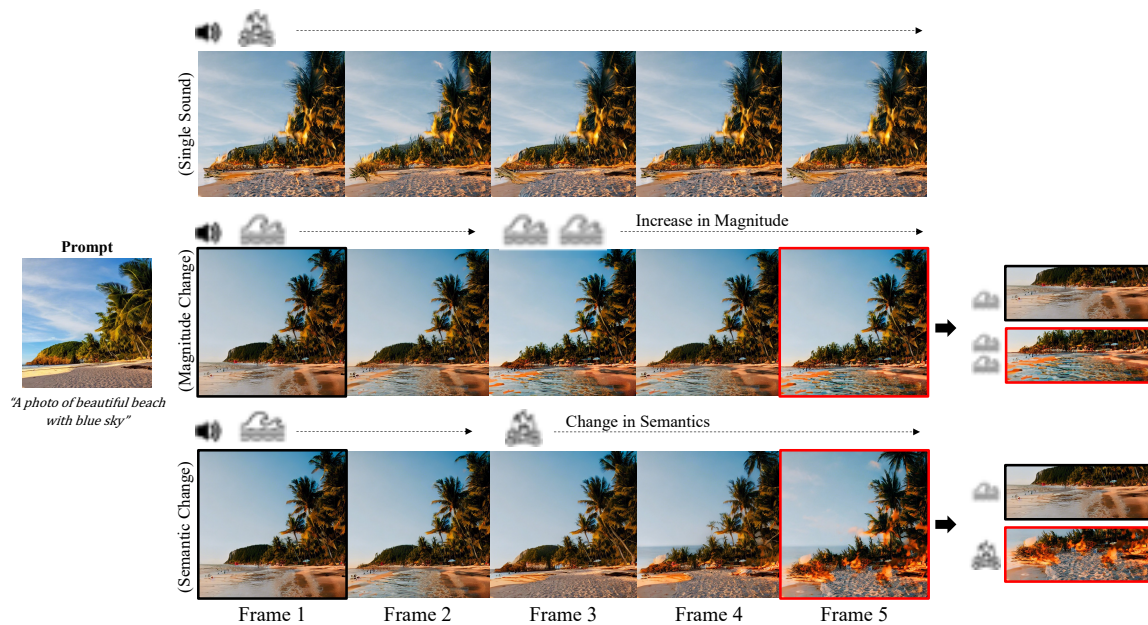 (Single Sound)
Increase in Magnitude
Prompt
(Magnitude Change)
"A photo of beautiful beach
with blue sky"
Change in Semantics
(Semantic Change)
Frame 1
Frame 2
Frame 3
Frame 4
Frame 5